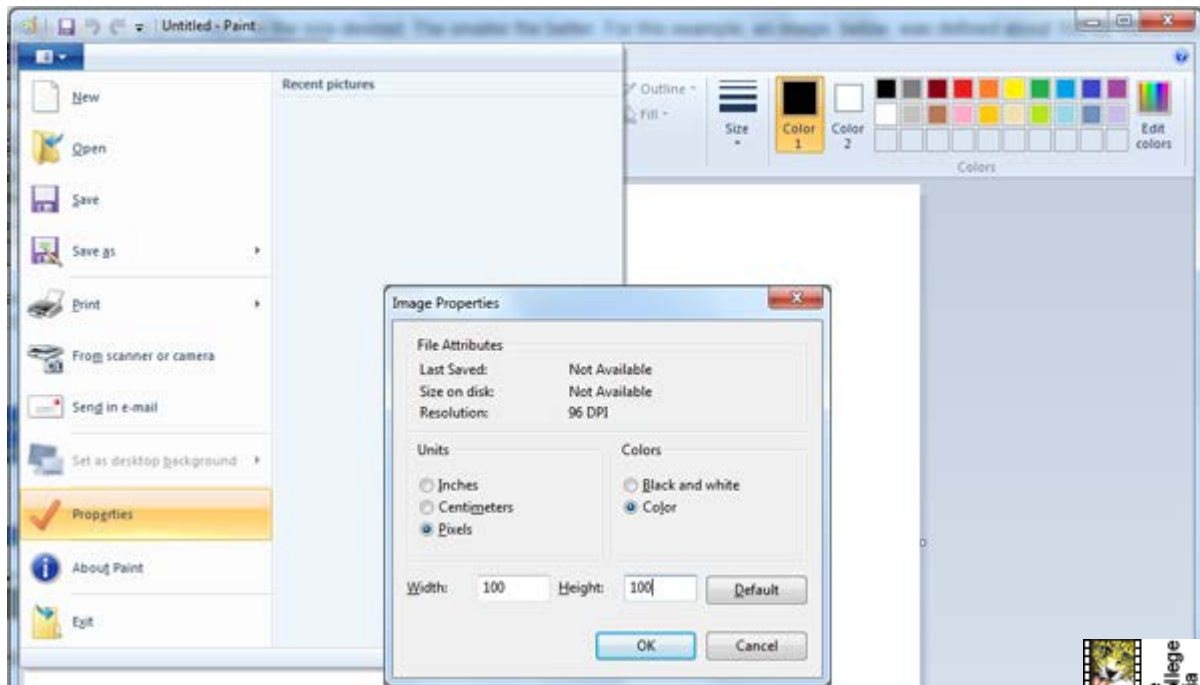 Untitled - Paint
New
Open
Save
Save as
Print
From scanner or camera
Send in e-mail
Set as desktop background
Properties
About Paint
Exit
Recent pictures
Outline
Fill
Size
Color 1
Color 2
Edit colors
Colors
Image Properties
File Attributes
Last Saved: Not Available
Size on disk: Not Available
Resolution: 96 DPI
Units
Inches
Centimeters
Pixels
Colors
Black and white
Color
Width: 100 Height: 100 Default
OK Cancel